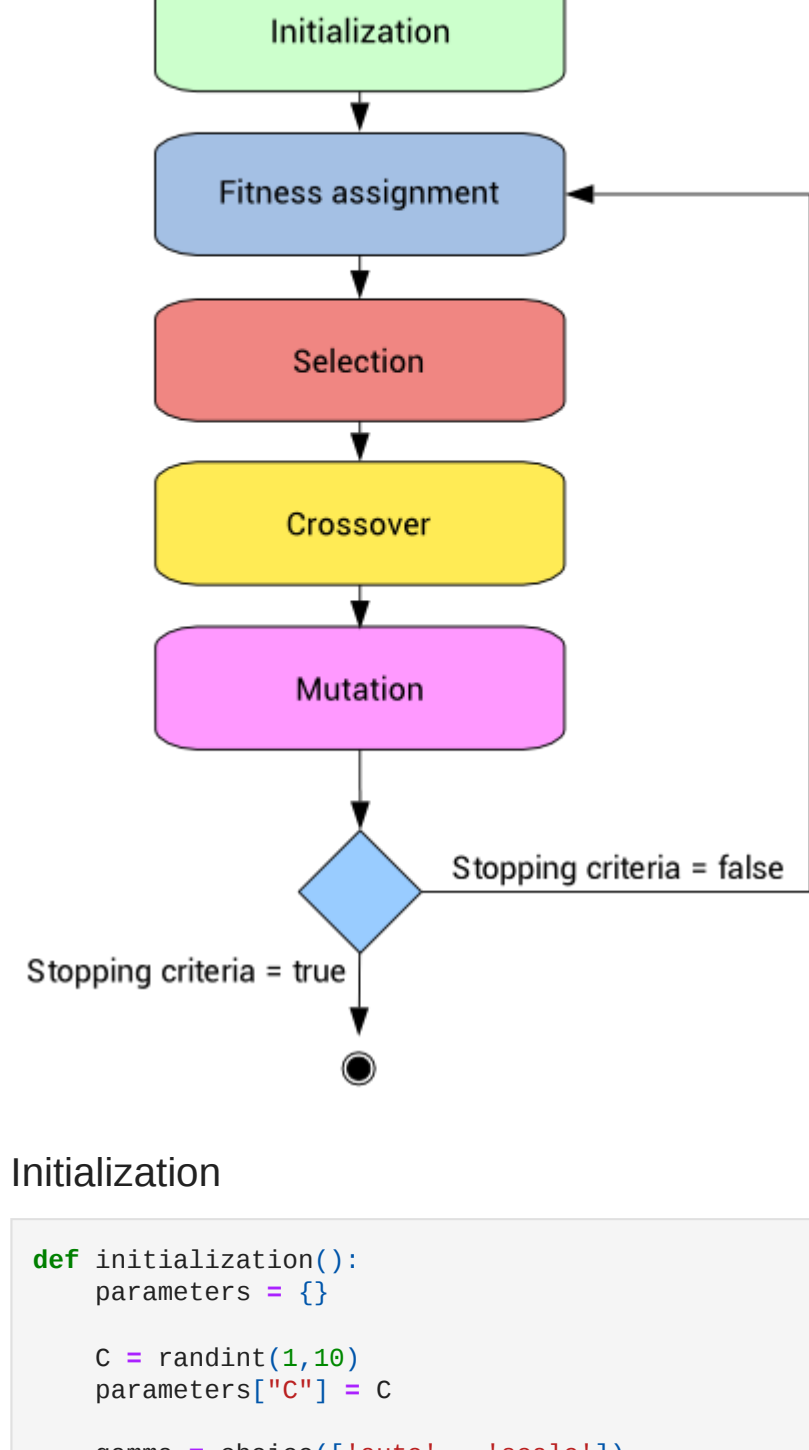 Initialization
Fitness assignment
Selection
Crossover
Mutation
Stopping criteria = false
Stopping criteria = true
Initialization
def initialization():
    parameters = {}
    C = randint(1,10)
    parameters["C"] = C